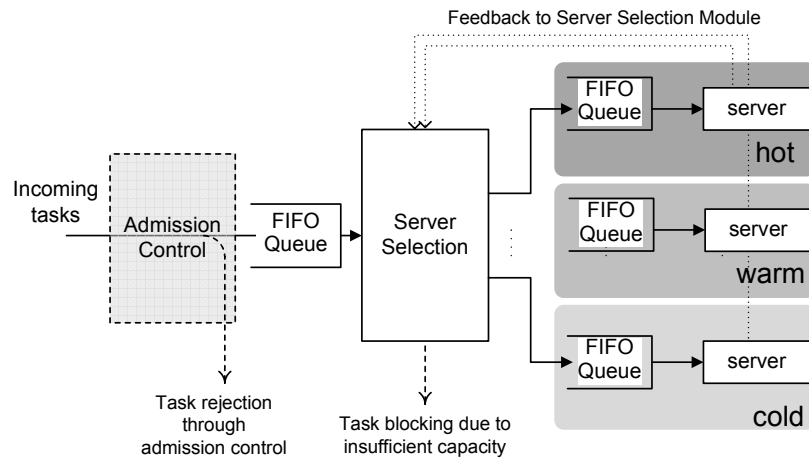 Feedback to Server Selection Module
FIFO
Queue
server
hot
Incoming
tasks
Admission
Control
FIFO
Queue
Server
Selection
FIFO
Queue
server
warm
FIFO
Queue
server
cold
Task rejection
through
admission control
Task blocking due to
insufficient capacity